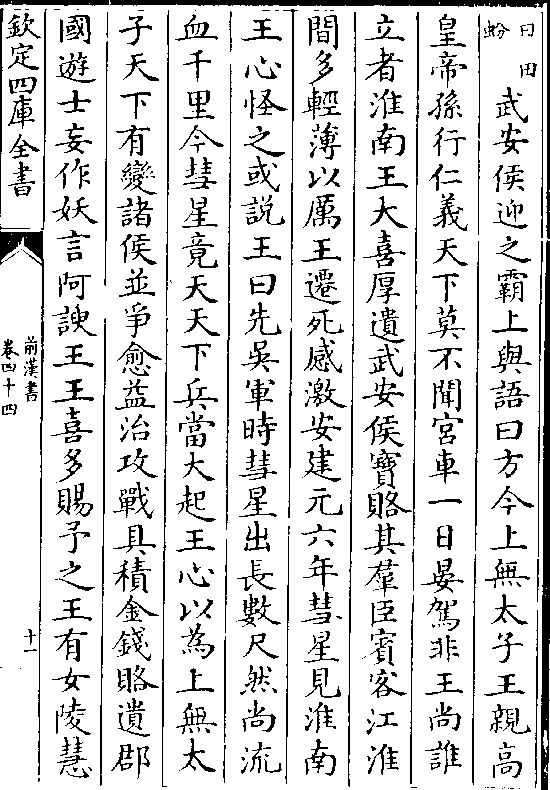 曰田
蚡
武安侯迎之霸上與語曰方今上無太子王親高
皇帝孫行仁義天下莫不聞宮車一日晏駕非王尚誰
立者淮南王大喜厚遺武安侯寶賂其羣臣賓客江淮
間多輕薄以厲王遷死感激安建元六年彗星見淮南
王心怪之或説王曰先吳軍時彗星出長數尺然尚流
血千里今彗星竟天天下兵當大起王心以為上無太
子天下有變諸侯並爭愈益治攻戰具積金錢賂遺郡
國遊士妄作妖言阿諛王王喜多賜予之王有女陵慧
欽定四庫全書
前漢書
卷四十四
十一